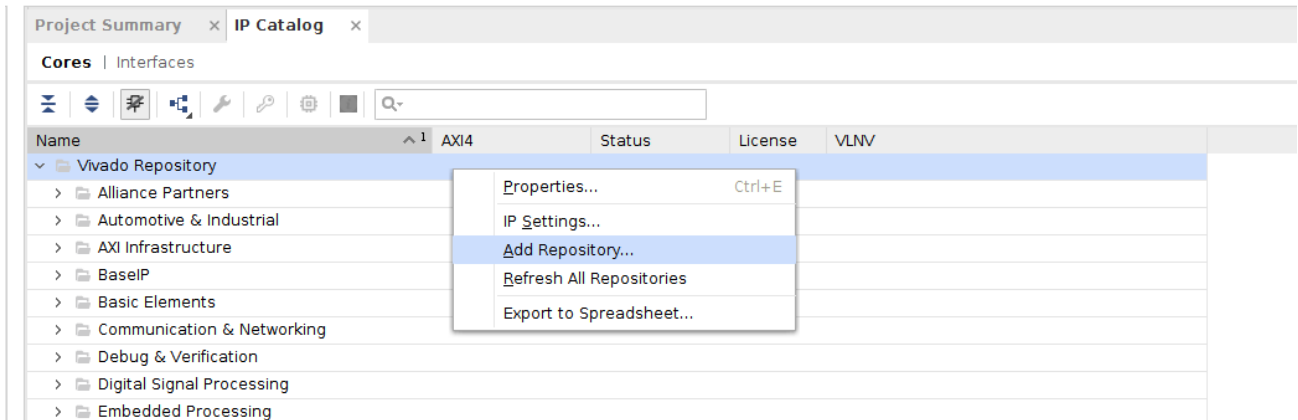 Project Summary × IP Catalog ×
Cores | Interfaces
Q
Name 1 AXI4 Status License VLNV
Vivado Repository
Alliance Partners
Properties... Ctrl+E
Automotive & Industrial
IP Settings...
AXI Infrastructure
Add Repository...
BaseIP
Refresh All Repositories
Basic Elements
Export to Spreadsheet...
Communication & Networking
Debug & Verification
Digital Signal Processing
Embedded Processing